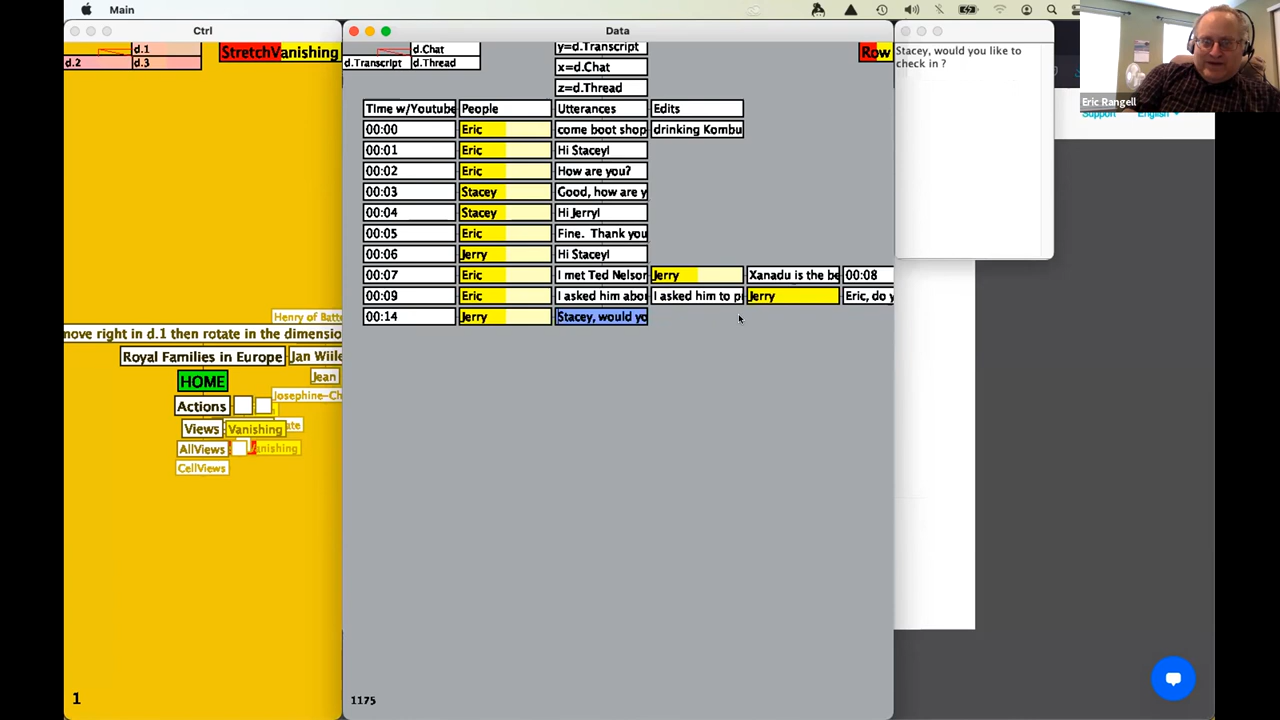 Main
Ctrl
Data
d.1
d.2
d.3
StretchVanishing
d.Chat
d.Transcript
d.Thread
y=d.Transcript
x=d.Chat
z=d.Thread
Row
Stacey, would you like to
check in ?
Eric Rangell
Support
English
Time w/Youtube People Utterances Edits
00:00 Eric come boot shop drinking Kombu
00:01 Eric Hi Stacey!
00:02 Eric How are you?
00:03 Stacey Good, how are y
00:04 Stacey Hi Jerry!
00:05 Eric Fine. Thank you
00:06 Jerry Hi Stacey!
00:07 Eric I met Ted Nelson Jerry Xanadu is the be 00:08
00:09 Eric I asked him abou I asked him to p Jerry Eric, do y
00:14 Jerry Stacey, would yo
Henry of Batte
move right in d.1 then rotate in the dimensio
Royal Families in Europe Jan Wiile
Jean
HOME
Josephine-Ch
Actions
Views Vanishing ate
AllViews Vanishing
CellViews
1
1175